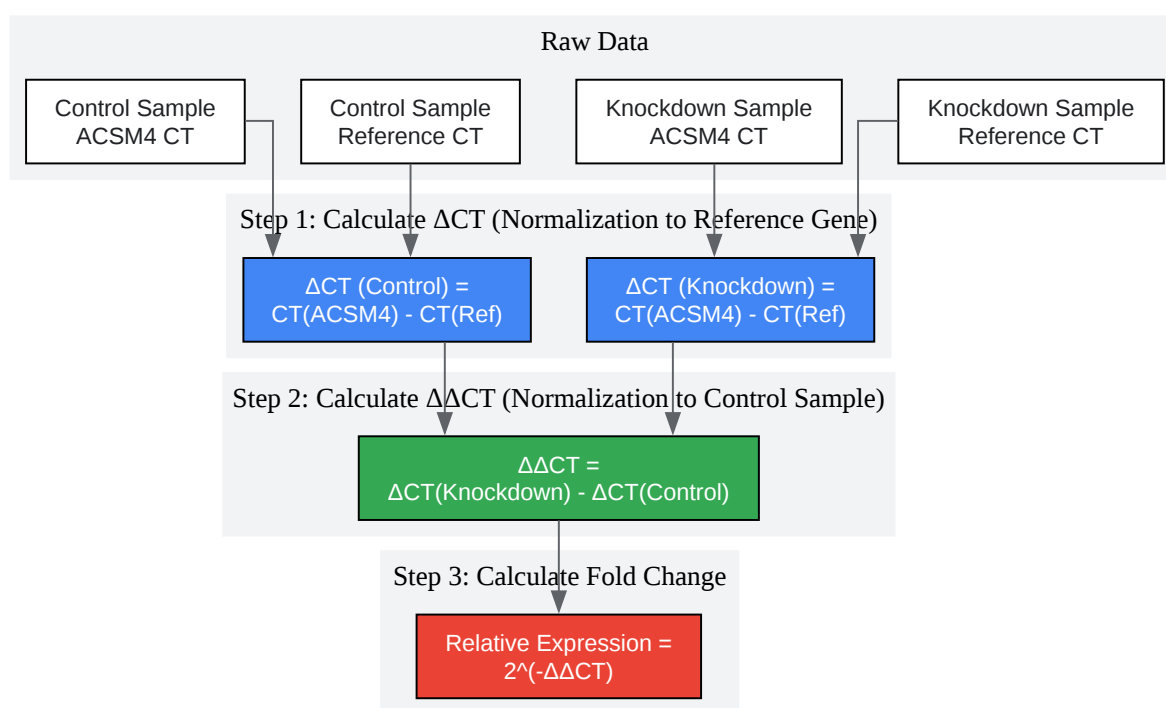 Raw Data
Control Sample
ACSM4 CT
Control Sample
Reference CT
Knockdown Sample
ACSM4 CT
Knockdown Sample
Reference CT
Step 1: Calculate ΔCT (Normalization to Reference Gene)
ΔCT (Control) =
CT(ACSM4) - CT(Ref)
ΔCT (Knockdown) =
CT(ACSM4) - CT(Ref)
Step 2: Calculate ΔΔCT (Normalization to Control Sample)
ΔΔCT =
ΔCT(Knockdown) - ΔCT(Control)
Step 3: Calculate Fold Change
Relative Expression =
2^(-ΔΔCT)